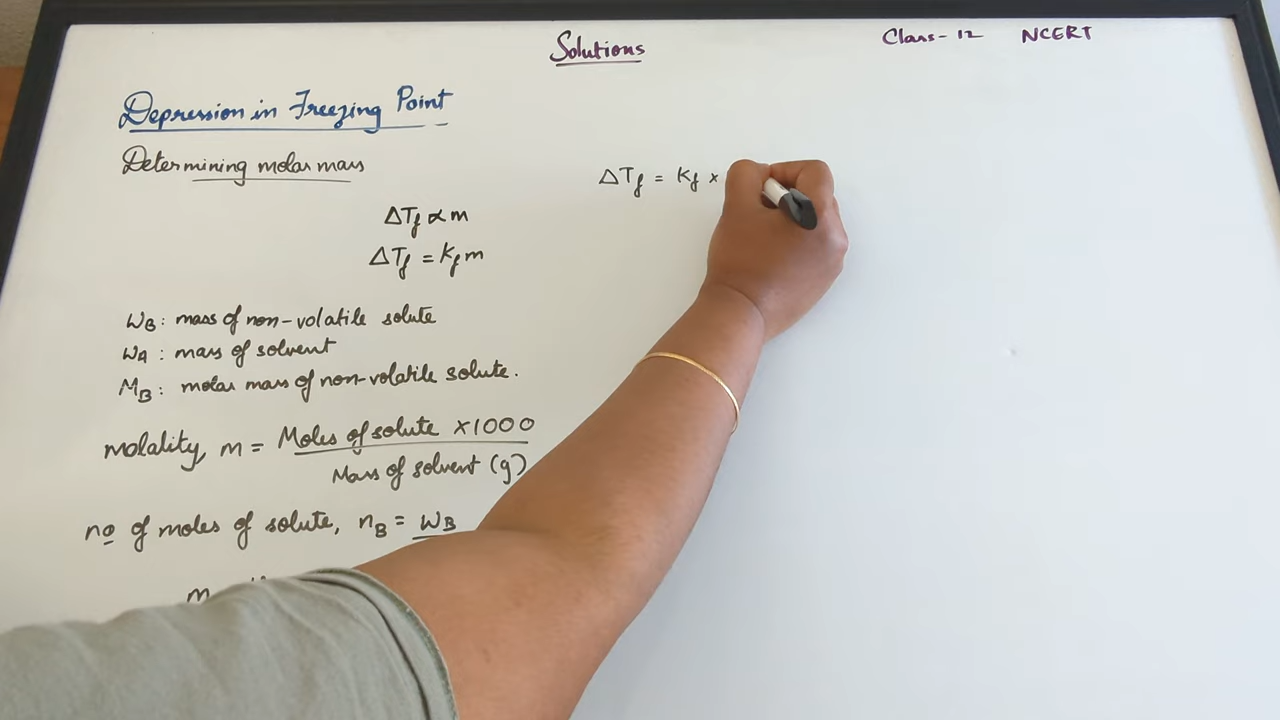 Solutions
Class-12 NCERT
Depression in Freezing Point
Determining molar mass
ΔTf ∝ m
ΔTf = Kf m
WB : mass of non-volatile solute
WA : mass of solvent
MB : molar mass of non-volatile solute.
molality, m = Moles of solute ×1000
Mass of solvent (g)
no of moles of solute, nB = WB
m
ΔTf = Kf ×